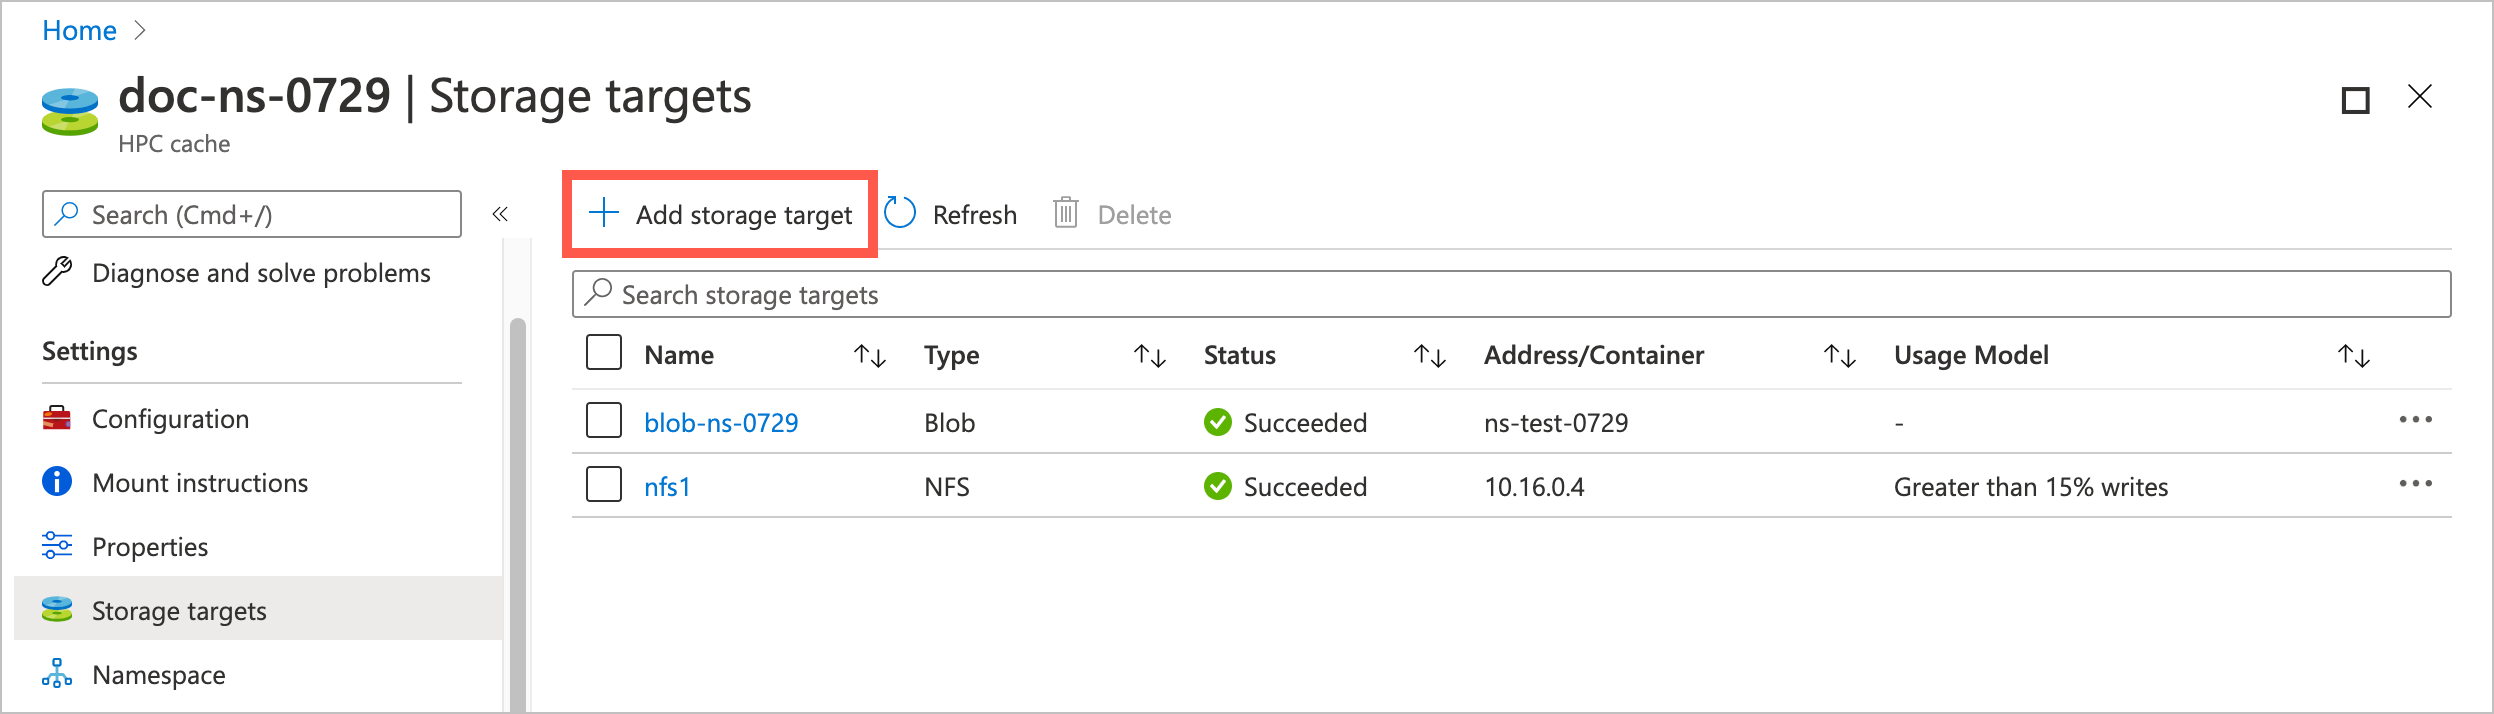 Home
doc-ns-0729 | Storage targets
HPC cache
Search (Cmd+/)
Diagnose and solve problems
Settings
Configuration
Mount instructions
Properties
Storage targets
Namespace
Add storage target Refresh Delete
Search storage targets
Name Type Status Address/Container Usage Model
blob-ns-0729 Blob Succeeded ns-test-0729 -
nfs1 NFS Succeeded 10.16.0.4 Greater than 15% writes